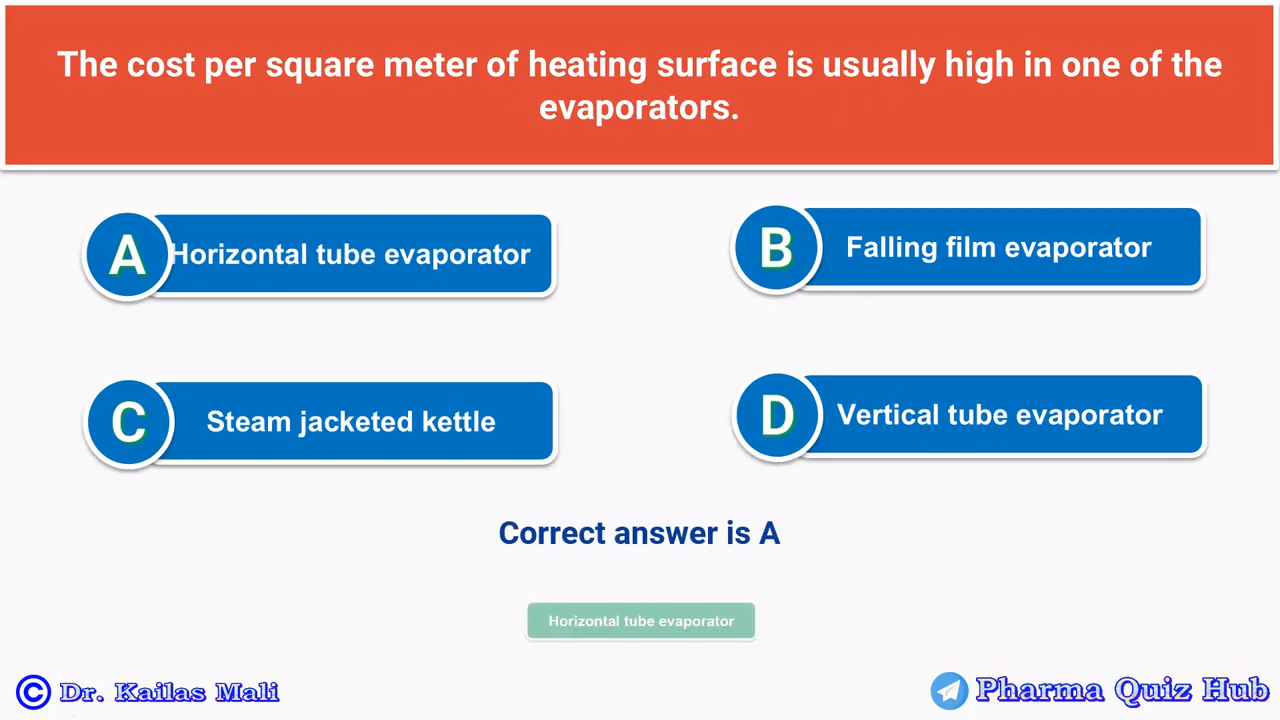 The cost per square meter of heating surface is usually high in one of the
evaporators.
A Horizontal tube evaporator
B Falling film evaporator
C Steam jacketed kettle
D Vertical tube evaporator
Correct answer is A
Horizontal tube evaporator
© Dr. Kailas Mali
Pharma Quiz Hub